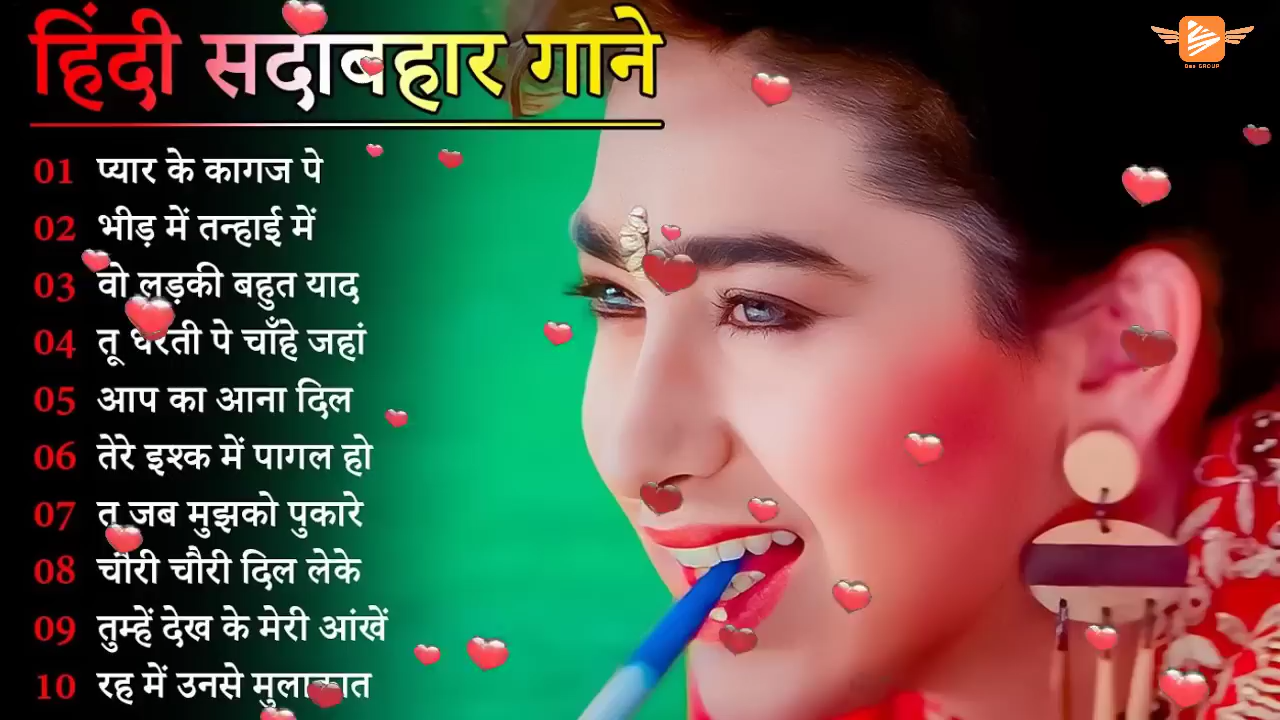 हिंदी सदाबहार गाने
01 प्यार के कागज पे
02 भीड़ में तन्हाई में
03 वो लड़की बहुत याद
04 तू धरती पे चाँहे जहां
05 आप का आना दिल
06 तेरे इश्क में पागल हो
07 तू जब मुझको पुकारे
08 चौरी चौरी दिल लेके
09 तुम्हें देख के मेरी आंखें
10 रह में उनसे मुलाकात
GROUP